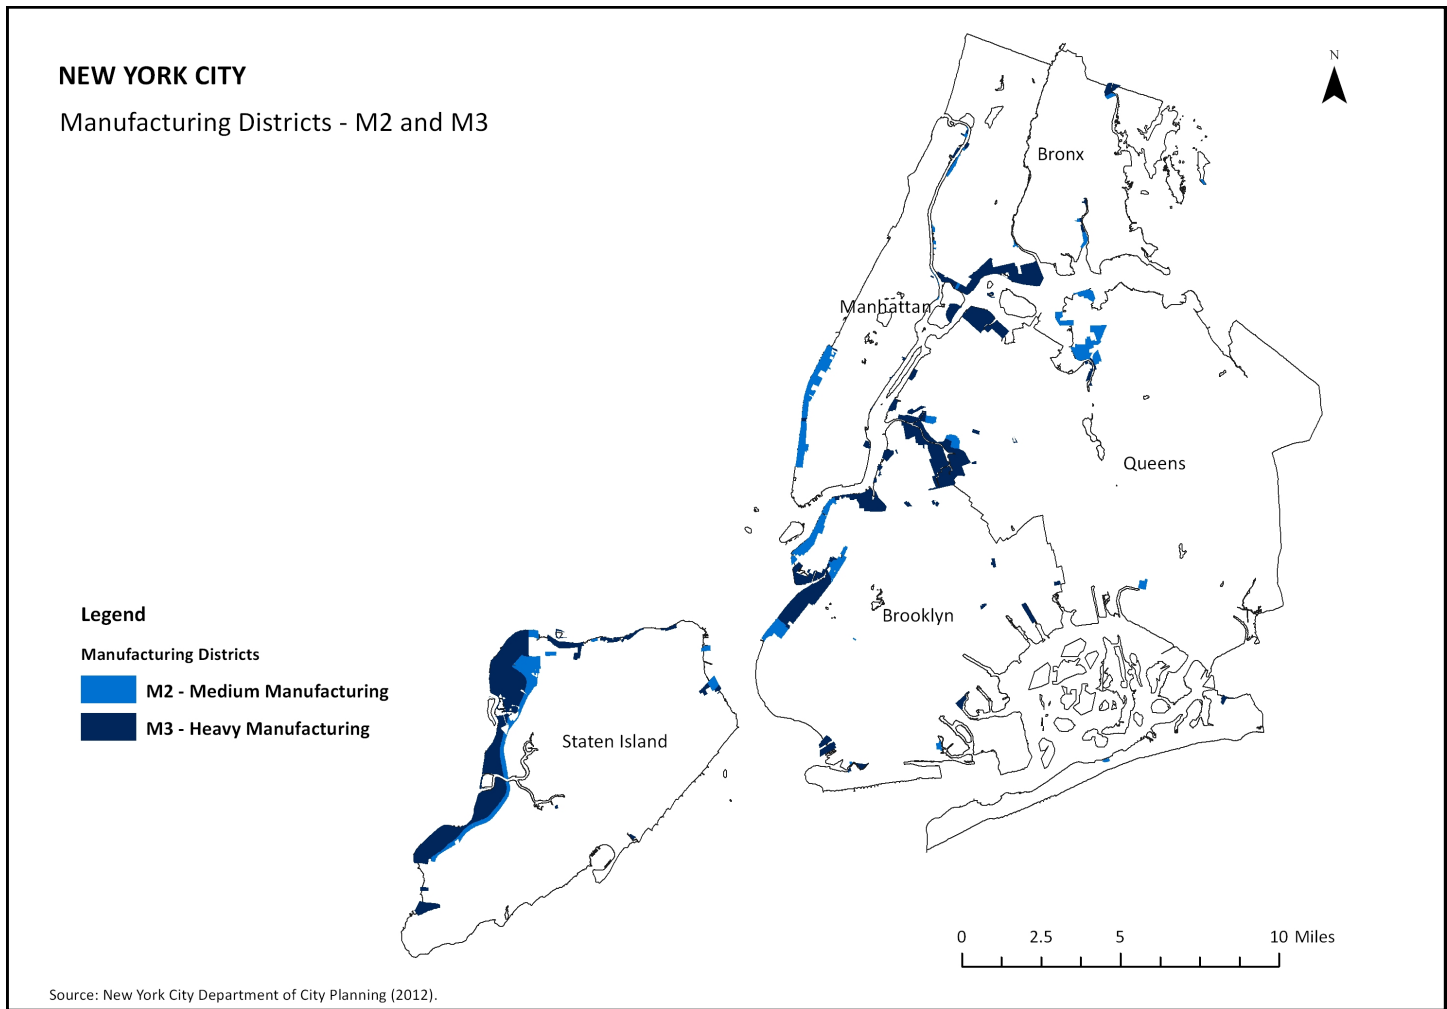 NEW YORK CITY
Manufacturing Districts - M2 and M3
N
Bronx
Manhattan
Queens
Brooklyn
Staten Island
Legend
Manufacturing Districts
M2 - Medium Manufacturing
M3 - Heavy Manufacturing
0 2.5 5 10 Miles
Source: New York City Department of City Planning (2012).